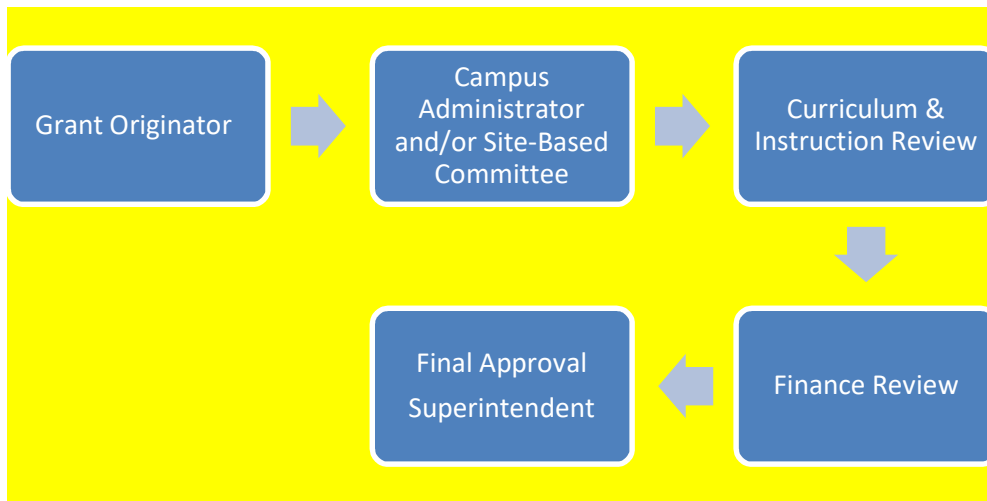 Grant Originator
Campus
Administrator
and/or Site-Based
Committee
Curriculum &
Instruction Review
Finance Review
Final Approval
Superintendent